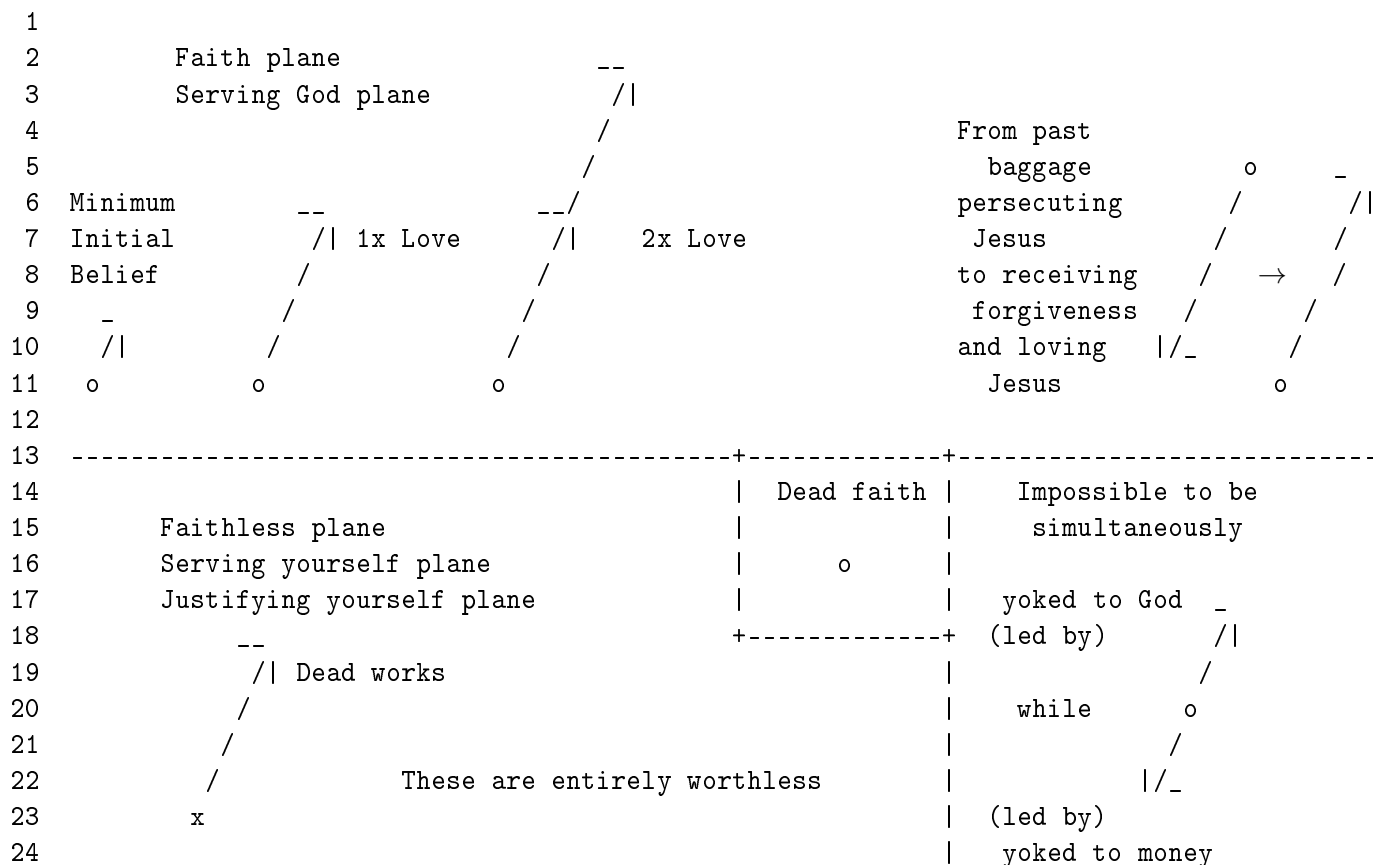 1
2 Faith plane __
3 Serving God plane /|
4 / From past
5 / baggage o _
6 Minimum __ __/ persecuting / /|
7 Initial /| 1x Love /| 2x Love Jesus / /
8 Belief / / to receiving / → /
9 _ / / forgiveness / /
10 /| / / and loving |/_ /
11 o o o Jesus o
12
13 --------------------------------------------+-------------+----------------------------
14 | Dead faith | Impossible to be
15 Faithless plane | | simultaneously
16 Serving yourself plane | o |
17 Justifying yourself plane | | yoked to God _
18 __ +-------------+ (led by) /|
19 /| Dead works | /
20 / | while o
21 / | /
22 / These are entirely worthless | |/_
23 x | (led by)
24 | yoked to money